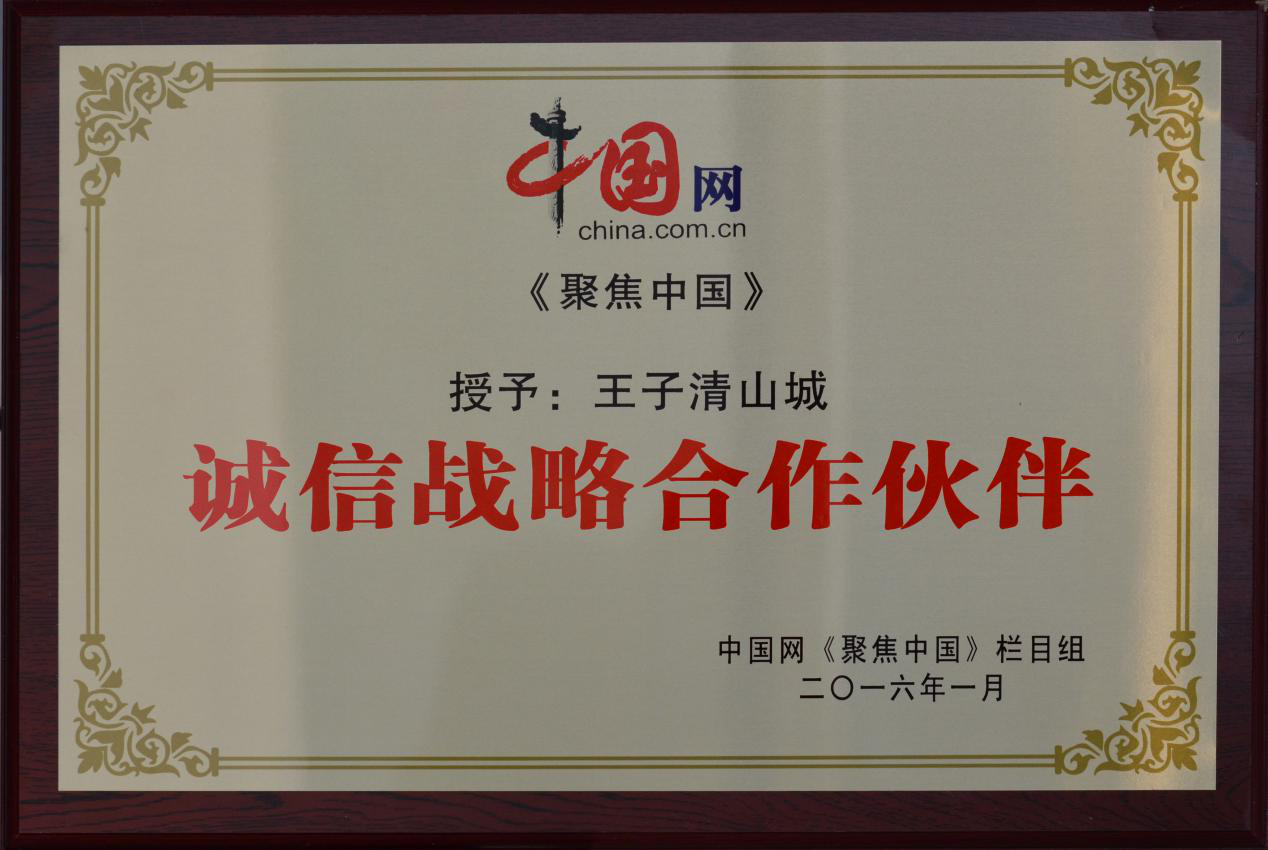 中国网
china.com.cn
《聚焦中国》
授予：王子清山城
诚信战略合作伙伴
中国网《聚焦中国》栏目组
二〇一六年一月